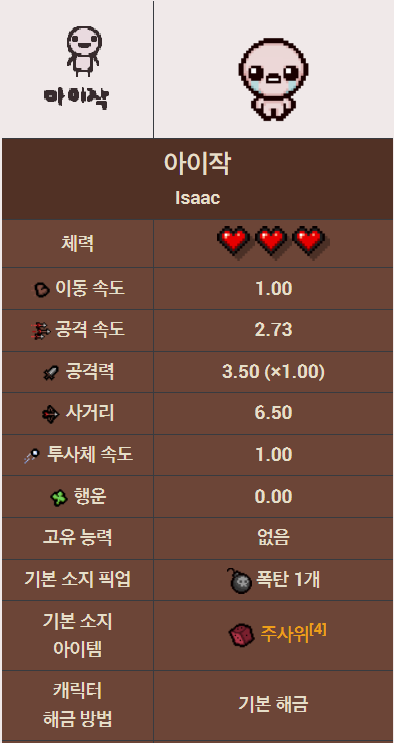 아이작
아이작
Isaac
체력
이동 속도 1.00
공격 속도 2.73
공격력 3.50 (×1.00)
사거리 6.50
투사체 속도 1.00
행운 0.00
고유 능력 없음
기본 소지 픽업 폭탄 1개
기본 소지
아이템
주사위[4]
캐릭터
해금 방법
기본 해금